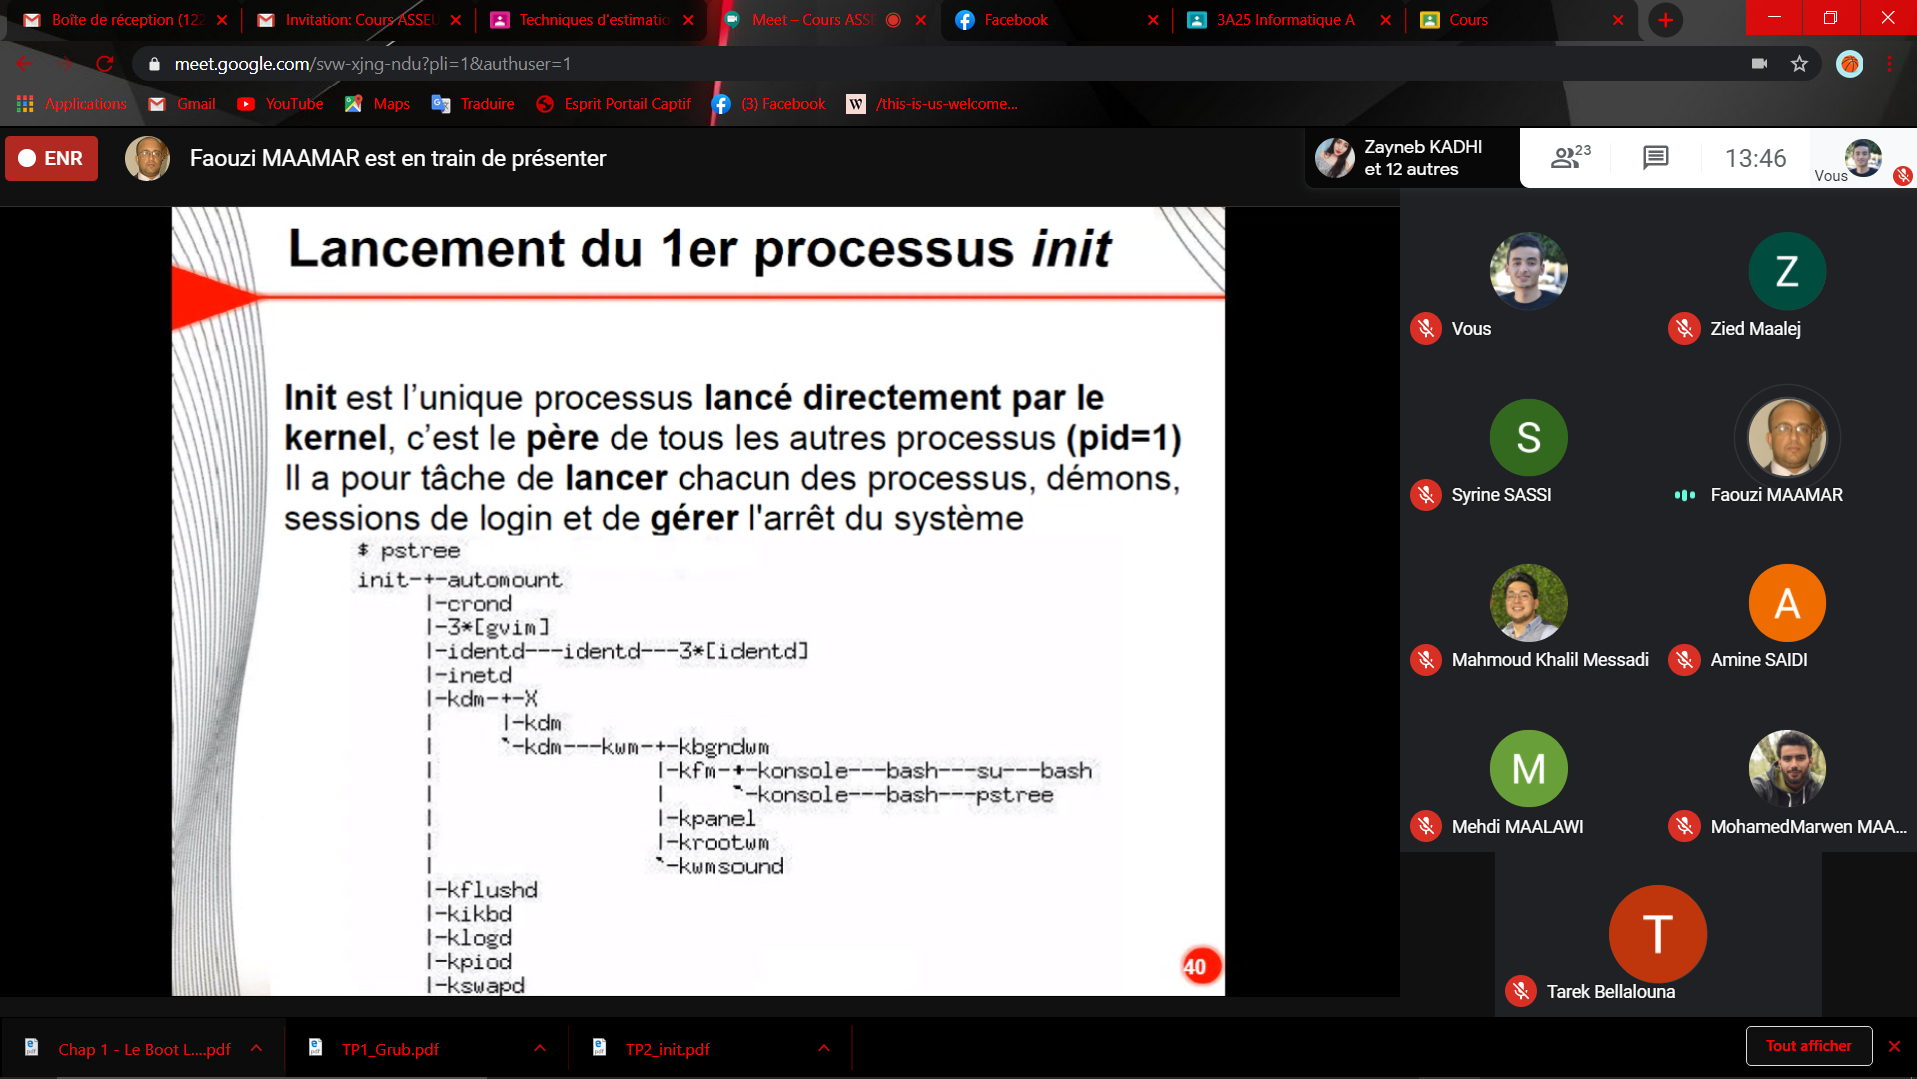 Boîte de réception (122
Invitation: Cours ASSEU
Techniques d'estimatio
Meet – Cours ASSE
Facebook
3A25 Informatique A
Cours
meet.google.com/svw-xjng-ndu?pli=1&authuser=1
Applications
Gmail
YouTube
Maps
Traduire
Esprit Portail Captif
(3) Facebook
W
/this-is-us-welcome...
ENR
Faouzi MAAMAR est en train de présenter
Zayneb KADHI
et 12 autres
23
13:46
Vous
Lancement du 1er processus init
Init est l'unique processus lancé directement par le
kernel, c'est le père de tous les autres processus (pid=1)
Il a pour tâche de lancer chacun des processus, démons,
sessions de login et de gérer l'arrêt du système
$ pstree
init-+-automount
|-crond
|-3*[gvim]
|-identd---identd---3*[identd]
|-inetd
|-kdm-+-X
|     |-kdm
|     `-kdm---kwm-+-kbgndwm
|                 |-kfm-+-konsole---bash---su---bash
|                 |     `-konsole---bash---pstree
|                 |-kpanel
|                 |-krootwm
|                 `-kwmsound
|-kflushd
|-kikbd
|-klogd
|-kpiod
|-kswapd
40
Vous
Z
Zied Maalej
S
Syrine SASSI
Faouzi MAAMAR
Mahmoud Khalil Messadi
A
Amine SAIDI
M
Mehdi MAALAWI
MohamedMarwen MAA...
T
Tarek Bellalouna
Chap 1 - Le Boot L....pdf
TP1_Grub.pdf
TP2_init.pdf
Tout afficher